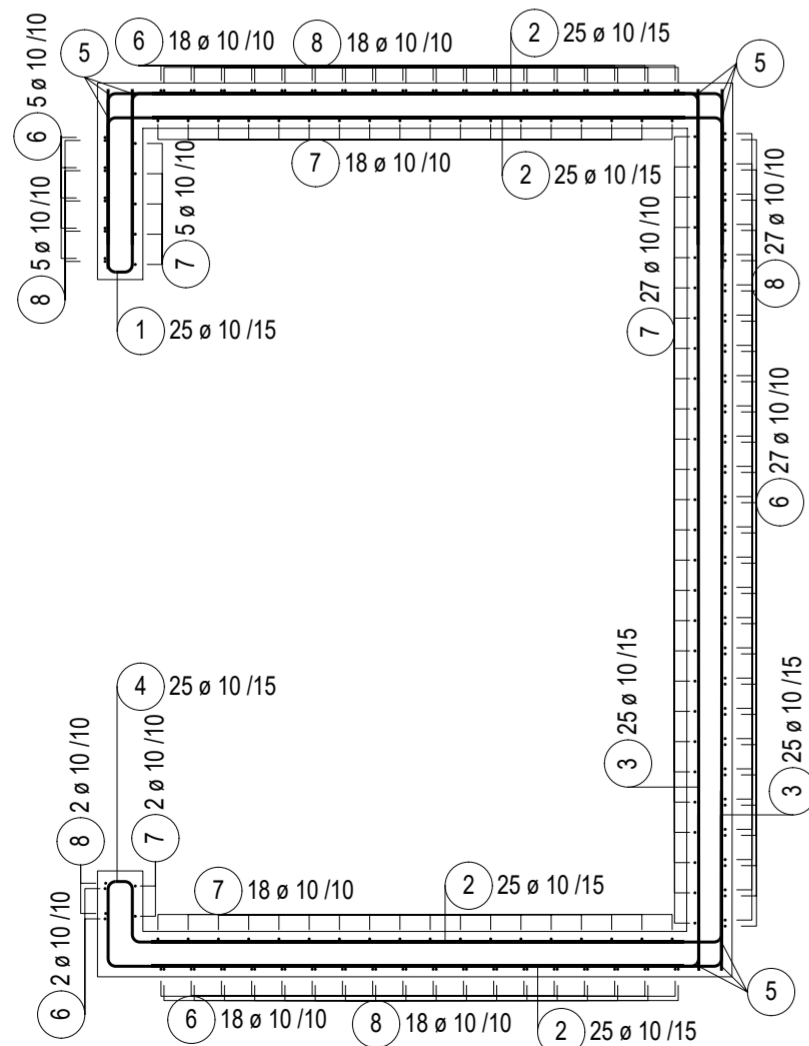 6 18 ø 10 /10
8 18 ø 10 /10
2 25 ø 10 /15
5
5
6 5 ø 10 /10
8 5 ø 10 /10
7 5 ø 10 /10
7 18 ø 10 /10
2 25 ø 10 /15
1 25 ø 10 /15
7 27 ø 10 /10
8 27 ø 10 /10
6 27 ø 10 /10
3 25 ø 10 /15
3 25 ø 10 /15
4 25 ø 10 /15
8 2 ø 10 /10
7 2 ø 10 /10
6 2 ø 10 /10
7 18 ø 10 /10
2 25 ø 10 /15
5
6 18 ø 10 /10
8 18 ø 10 /10
2 25 ø 10 /15